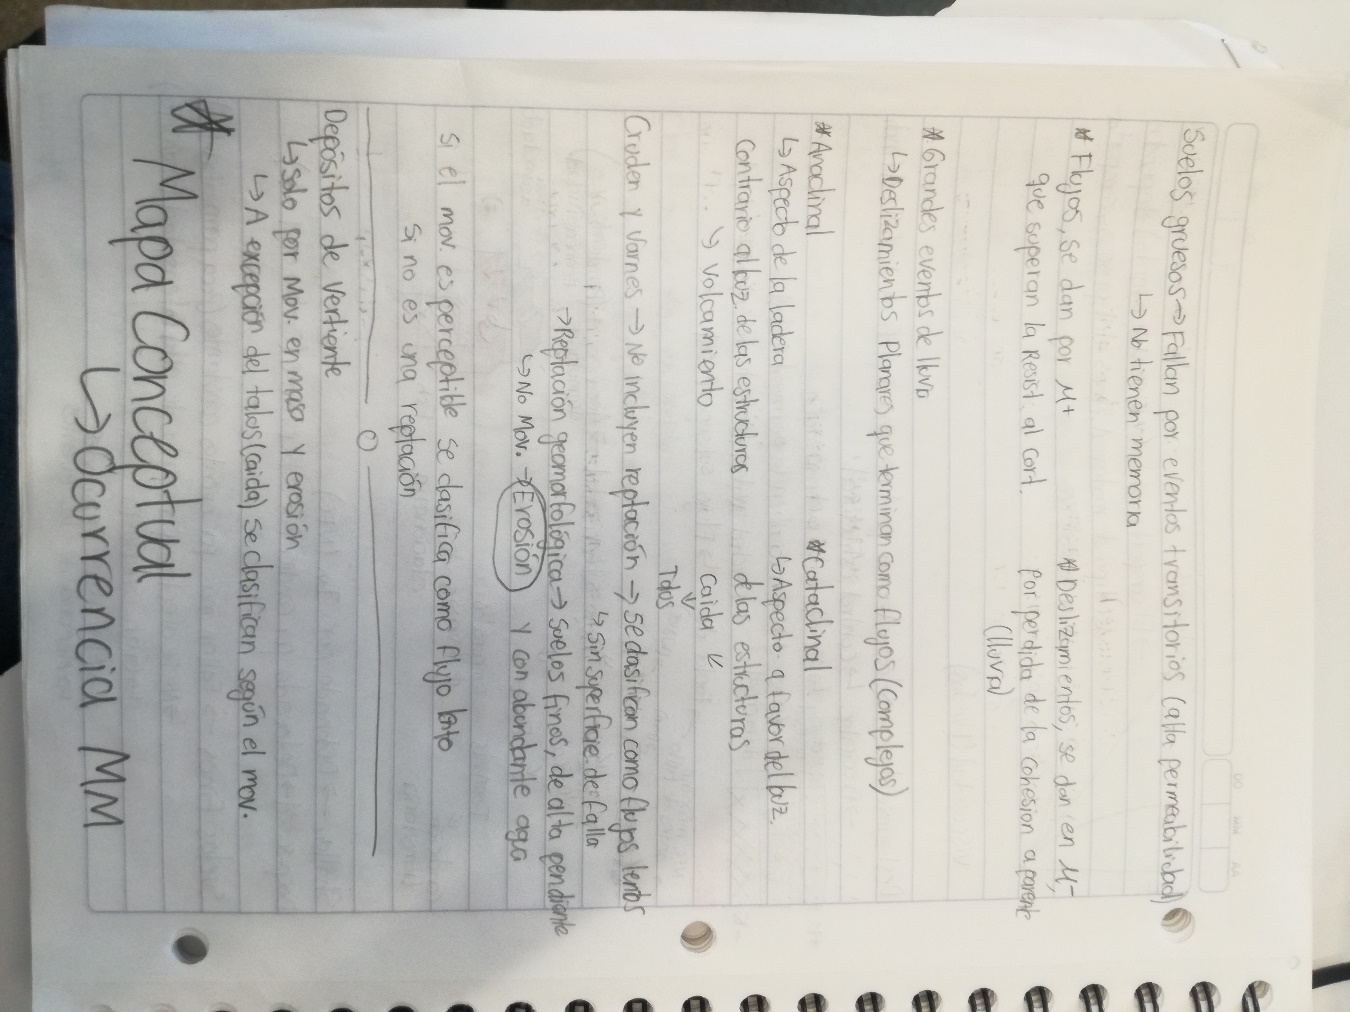 Suelos gruesos → Fallan por eventos transitorios (alta permeabilidad)
↳ No tienen memoria
* Flujos, se dan por μ+
que superan la Resist. al cort.
* Deslizamientos, se dan en μ-,
por perdida de la cohesion aparente
(lluvia)
* Grandes eventos de lluvia
↳ Deslizamientos Planares que terminan como flujos (Complejos)
* Anaclinal
↳ Aspecto de la ladera
Contrario al buz. de las estructuras
↳ Volcamiento
* Cataclinal
↳ Aspecto a favor del buz.
de las estructuras
caida ↙
↓
Talos
Cruden y Varnes → No incluyen reptación → se clasifican como flujos lentos
↳ Sin superficie de falla
→ Reptación geomorfológica → suelos finos, de alta pendiente
↳ No Mov. → Erosión y con abundante agua
Si el mov. es perceptible se clasifica como flujo lento
Si no es una reptación
Depósitos de vertiente
↳ Solo por Mov. en masa y erosión
↳ A excepción del talus (caida) se clasifican según el mov.
* Mapa Conceptual
↳ Ocurrencia MM